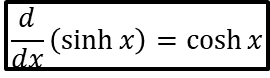 d/dx (sinh x) = cosh x